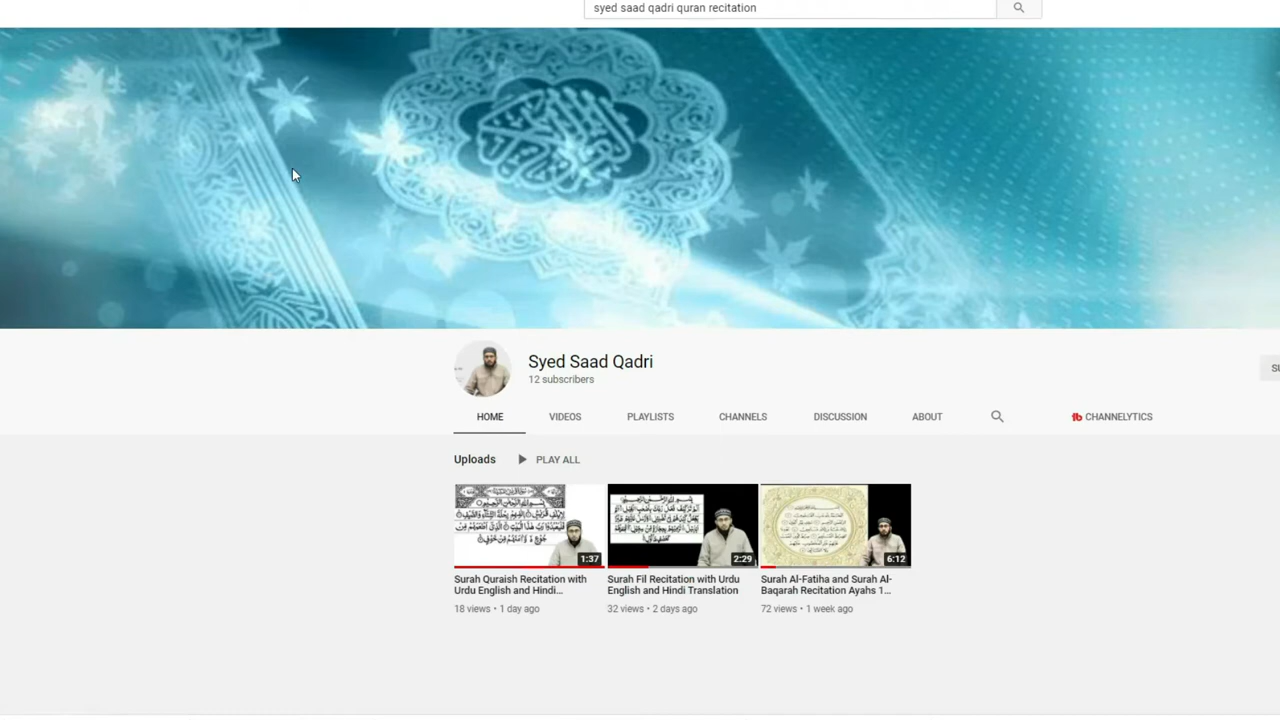 syed saad qadri quran recitation
القرآن الكريم
Syed Saad Qadri
12 subscribers
SU
HOME VIDEOS PLAYLISTS CHANNELS DISCUSSION ABOUT CHANNELYTICS
Uploads PLAY ALL
1:37 2:29 6:12
Surah Quraish Recitation with
Urdu English and Hindi...
18 views • 1 day ago
Surah Fil Recitation with Urdu
English and Hindi Translation
32 views • 2 days ago
Surah Al-Fatiha and Surah Al-
Baqarah Recitation Ayahs 1...
72 views • 1 week ago